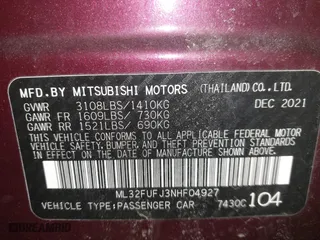 MFD.BY MITSUBISHI MOTORS (THAILAND) CO.,LTD.
GVWR 3108LBS/1410KG DEC 2021
GAWR FR 1609LBS/ 730KG
GAWR RR 1521LBS/ 690KG
THIS VEHICLE CONFORMS TO ALL APPLICABLE
FEDERAL MOTOR VEHICLE
SAFETY, BUMPER, AND THEFT PREVENTION
STANDARDS IN EFFECT ON THE DATE OF
MANUFACTURE SHOWN ABOVE.
ML32FUFJ3NHF04927
VEHICLE TYPE:PASSENGER CAR 7430C 104